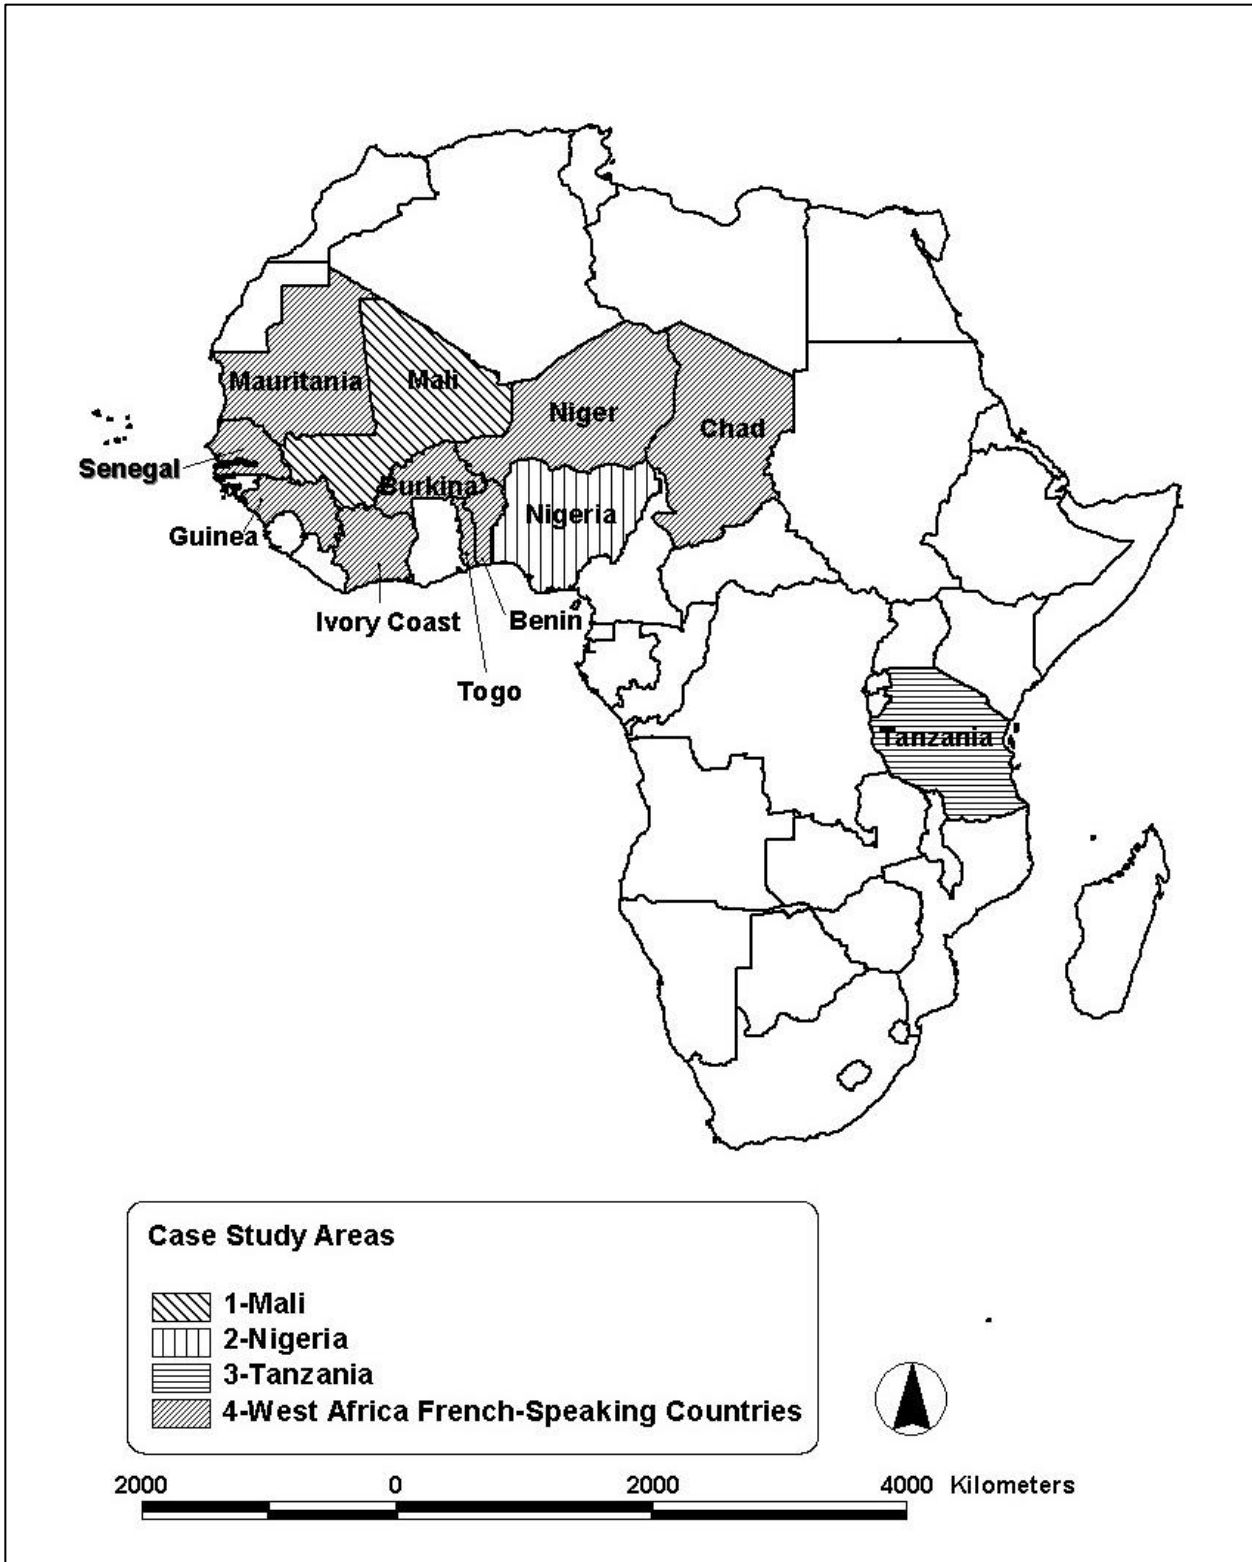 Mauritania
Mali
Niger
Chad
Senegal
Burkina
Nigeria
Guinea
Ivory Coast
Benin
Togo
Tanzania
Case Study Areas
1-Mali
2-Nigeria
3-Tanzania
4-West Africa French-Speaking Countries
2000 0 2000 4000 Kilometers